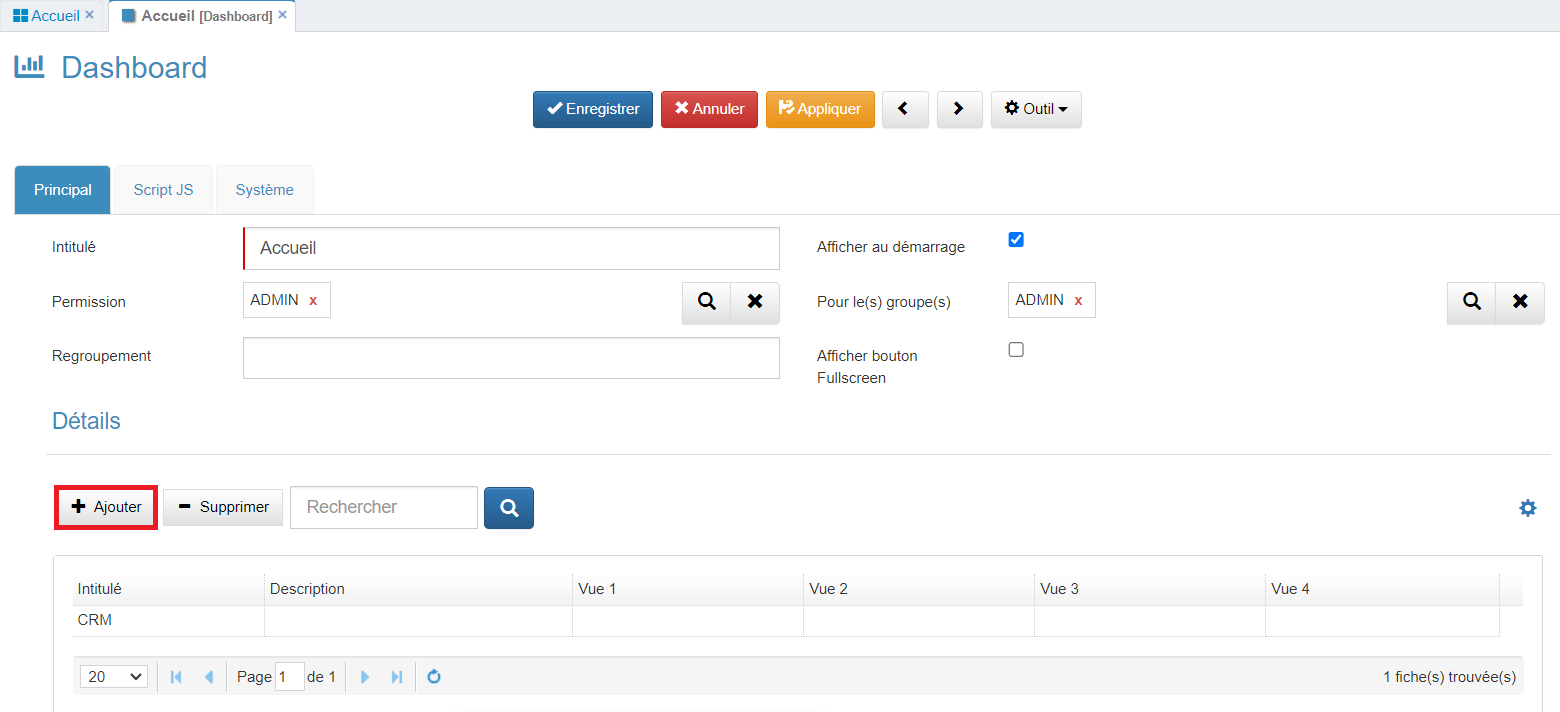 Accueil × Accueil [Dashboard] ×
Dashboard
Enregistrer Annuler Appliquer Outil
Principal Script JS Système
Intitulé Accueil Afficher au démarrage
Permission ADMIN x Pour le(s) groupe(s) ADMIN x
Regroupement Afficher bouton
Fullscreen
Détails
Ajouter Supprimer Rechercher
Intitulé Description Vue 1 Vue 2 Vue 3 Vue 4
CRM
20 Page 1 de 1 1 fiche(s) trouvée(s)